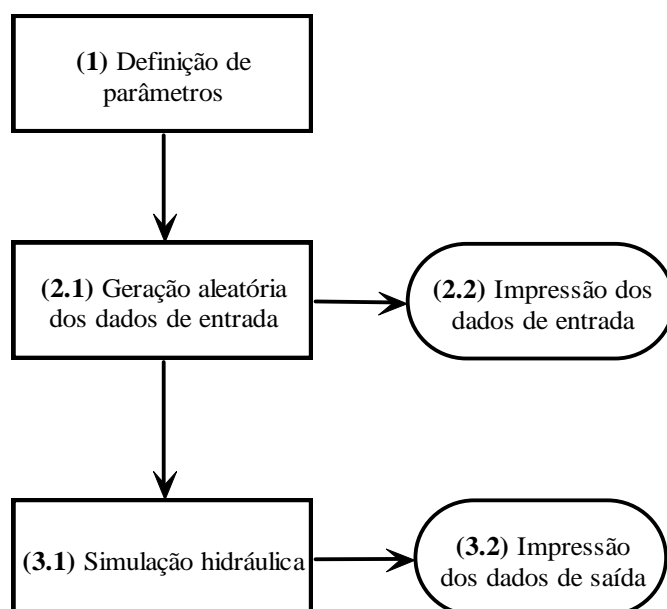 (1) Definição de
parâmetros
(2.1) Geração aleatória
dos dados de entrada
(2.2) Impressão dos
dados de entrada
(3.1) Simulação hidráulica
(3.2) Impressão
dos dados de saída